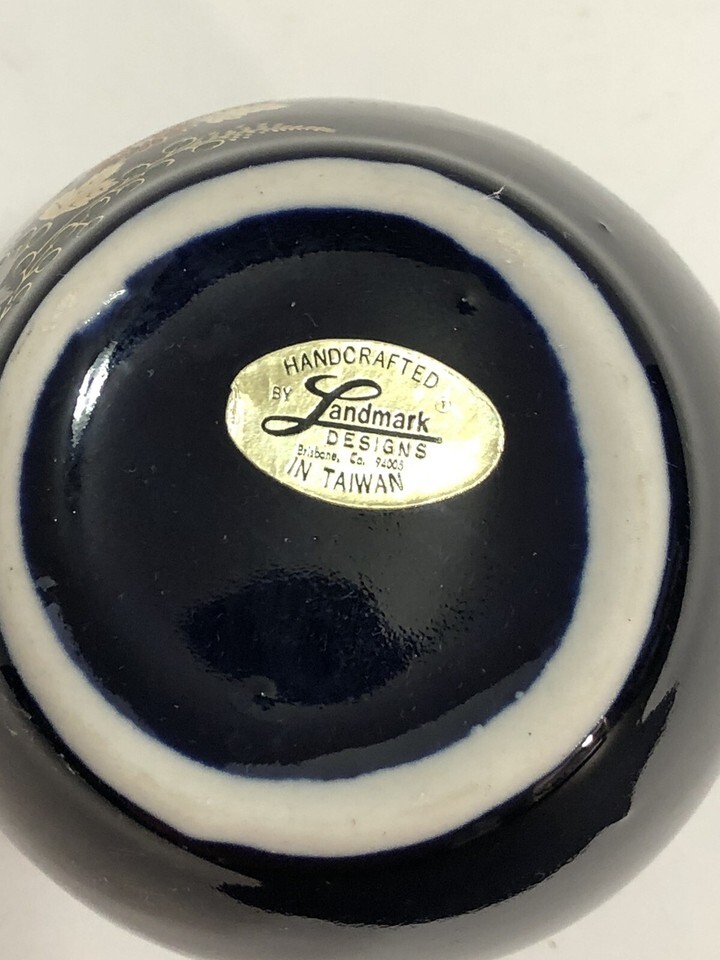 HANDCRAFTED
BY Landmark ®
DESIGNS
Brisbane, Ca. 94005
IN TAIWAN